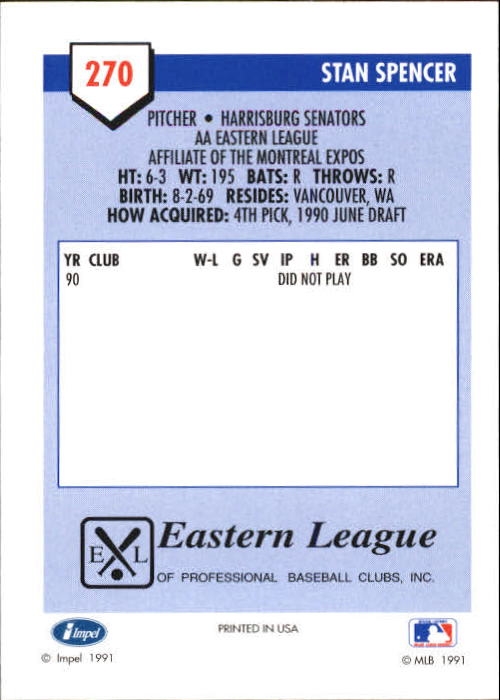 270
STAN SPENCER
PITCHER • HARRISBURG SENATORS
AA EASTERN LEAGUE
AFFILIATE OF THE MONTREAL EXPOS
HT: 6-3 WT: 195 BATS: R THROWS: R
BIRTH: 8-2-69 RESIDES: VANCOUVER, WA
HOW ACQUIRED: 4TH PICK, 1990 JUNE DRAFT
YR CLUB W-L G SV IP H ER BB SO ERA
90 DID NOT PLAY
E L
Eastern League
OF PROFESSIONAL BASEBALL CLUBS, INC.
Impel
PRINTED IN USA
© Impel 1991
© MLB 1991